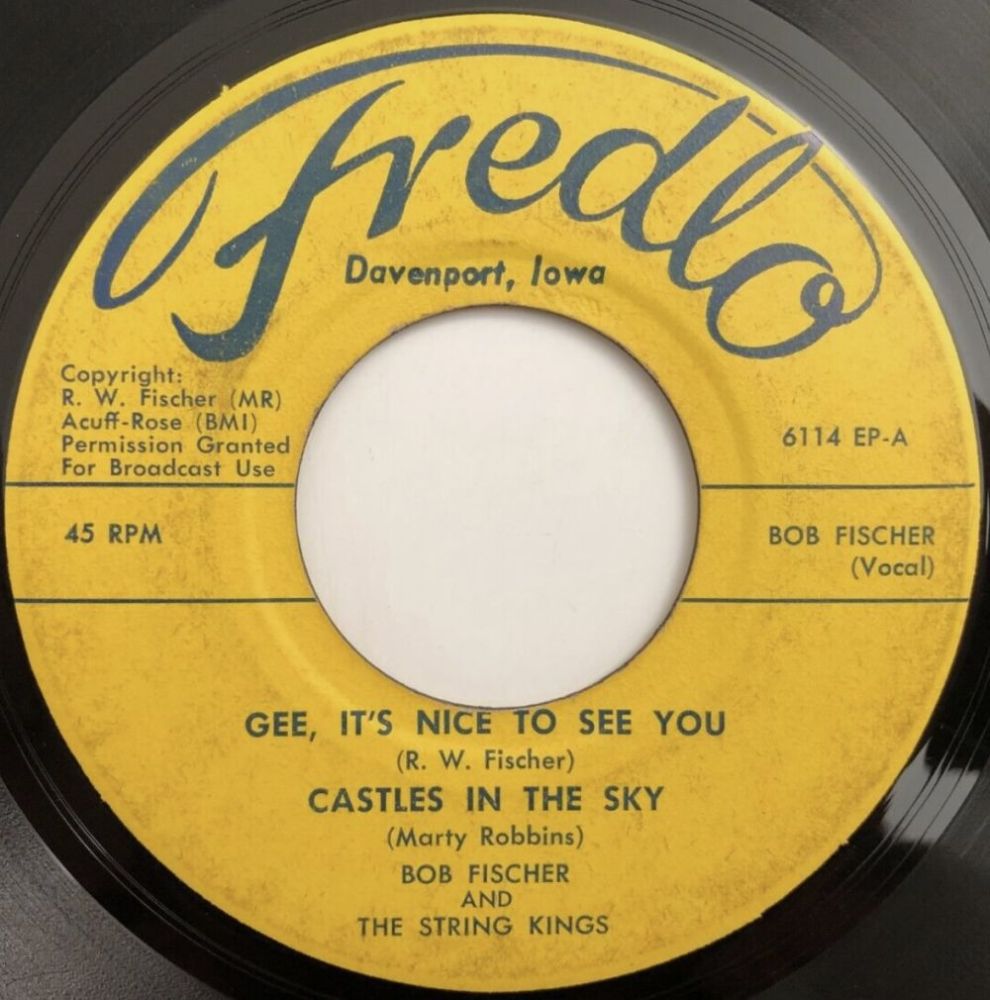 Fredlo
Davenport, Iowa
Copyright:
R. W. Fischer (MR)
Acuff-Rose (BMI)
Permission Granted
For Broadcast Use
6114 EP-A
45 RPM
BOB FISCHER
(Vocal)
GEE, IT'S NICE TO SEE YOU
(R. W. Fischer)
CASTLES IN THE SKY
(Marty Robbins)
BOB FISCHER
AND
THE STRING KINGS